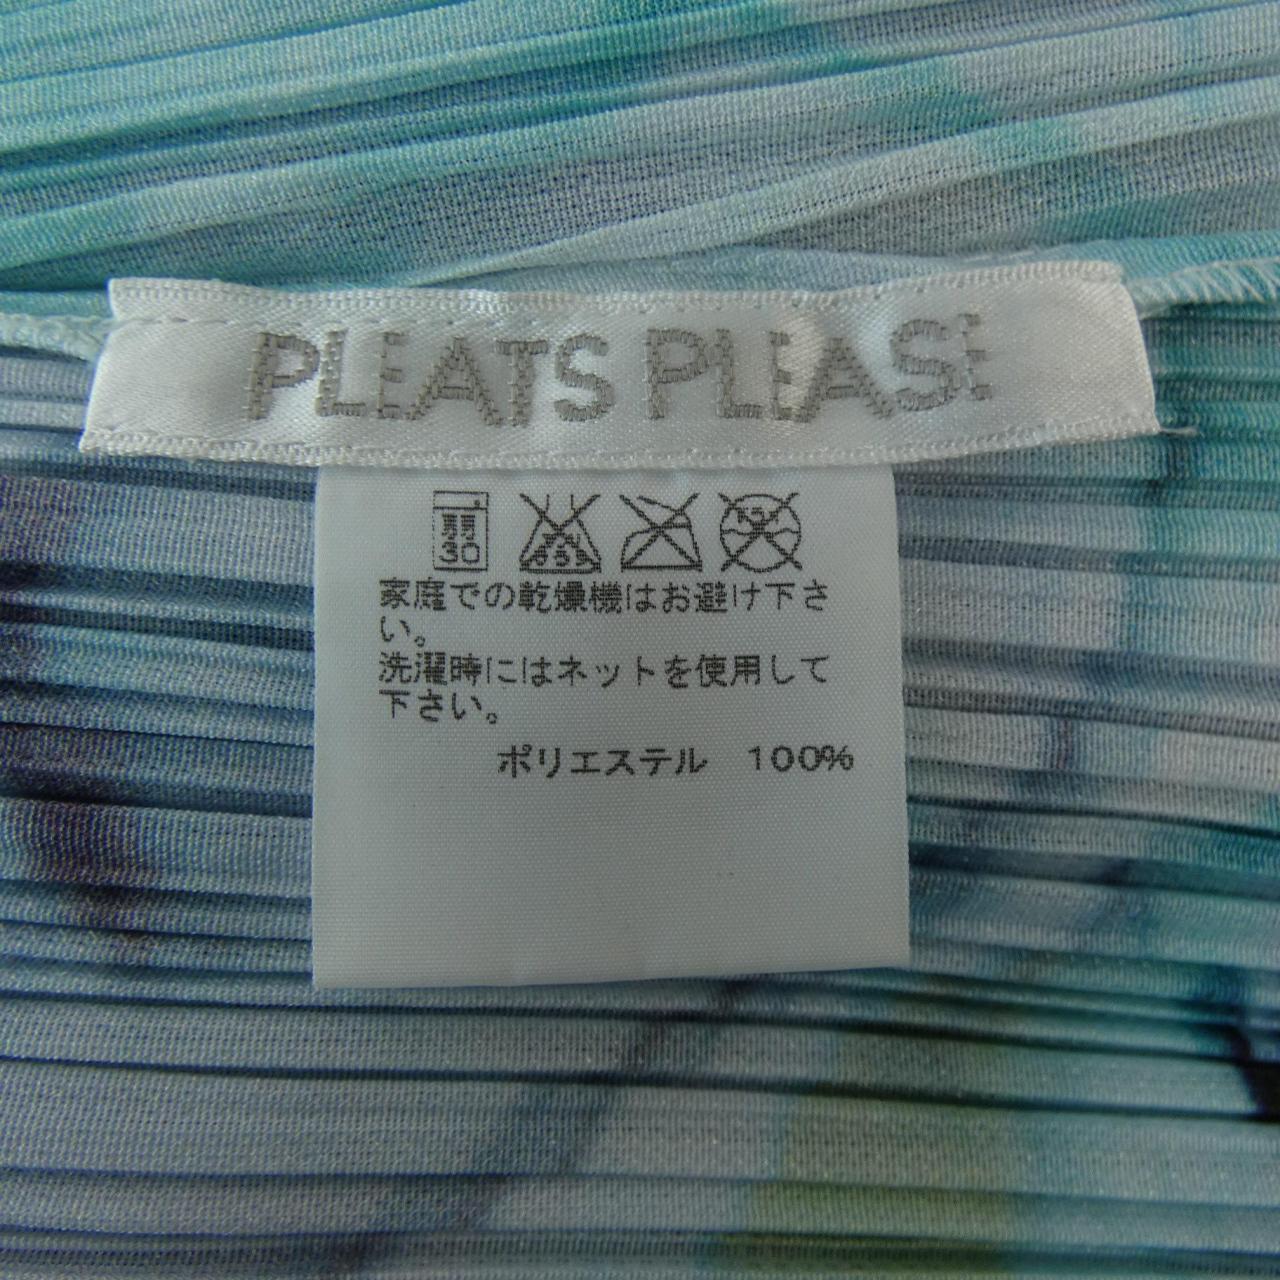 PLEATS PLEASE
弱
30
家庭での乾燥機はお避け下さ
い。
洗濯時にはネットを使用して
下さい。
ポリエステル 100%